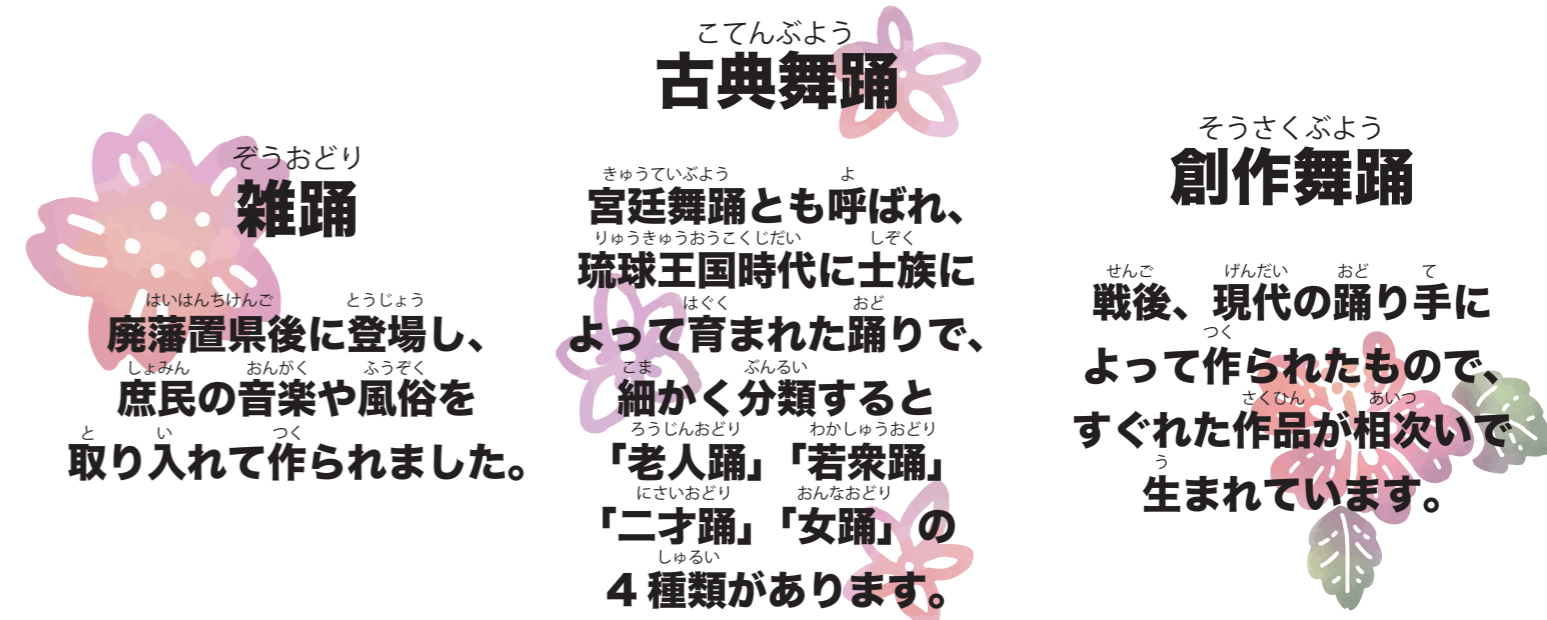 ぞうおどり
雑踊
はいはんちけんご とうじょう
廃藩置県後に登場し、
しょみん おんがく ふうぞく
庶民の音楽や風俗を
と い つく
取り入れて作られました。
こてんぶよう
古典舞踊
きゅうていぶよう よ
宮廷舞踊とも呼ばれ、
りゅうきゅうおうこくじだい しぞく
琉球王国時代に士族に
はぐく おど
よって育まれた踊りで、
こま ぶんるい
細かく分類すると
ろうじんおどり わかしゅうおどり
「老人踊」「若衆踊」
にさいおどり おんなおどり
「二才踊」「女踊」の
しゅるい
4種類があります。
そうさくぶよう
創作舞踊
せんご げんだい おど て
戦後、現代の踊り手に
つく
よって作られたもので、
さくひん あいつ
すぐれた作品が相次いで
う
生まれています。